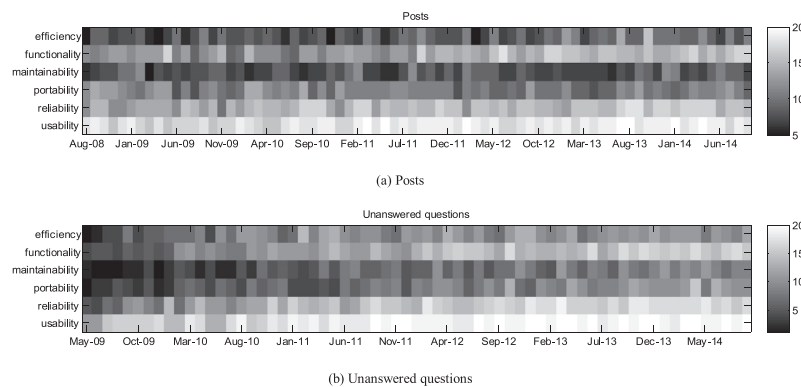 Posts
efficiency
functionality
maintainability
portability
reliability
usability
Aug-08 Jan-09 Jun-09 Nov-09 Apr-10 Sep-10 Feb-11 Jul-11 Dec-11 May-12 Oct-12 Mar-13 Aug-13 Jan-14 Jun-14
20
15
10
5
(a) Posts
Unanswered questions
efficiency
functionality
maintainability
portability
reliability
usability
May-09 Oct-09 Mar-10 Aug-10 Jan-11 Jun-11 Nov-11 Apr-12 Sep-12 Feb-13 Jul-13 Dec-13 May-14
20
15
10
5
(b) Unanswered questions